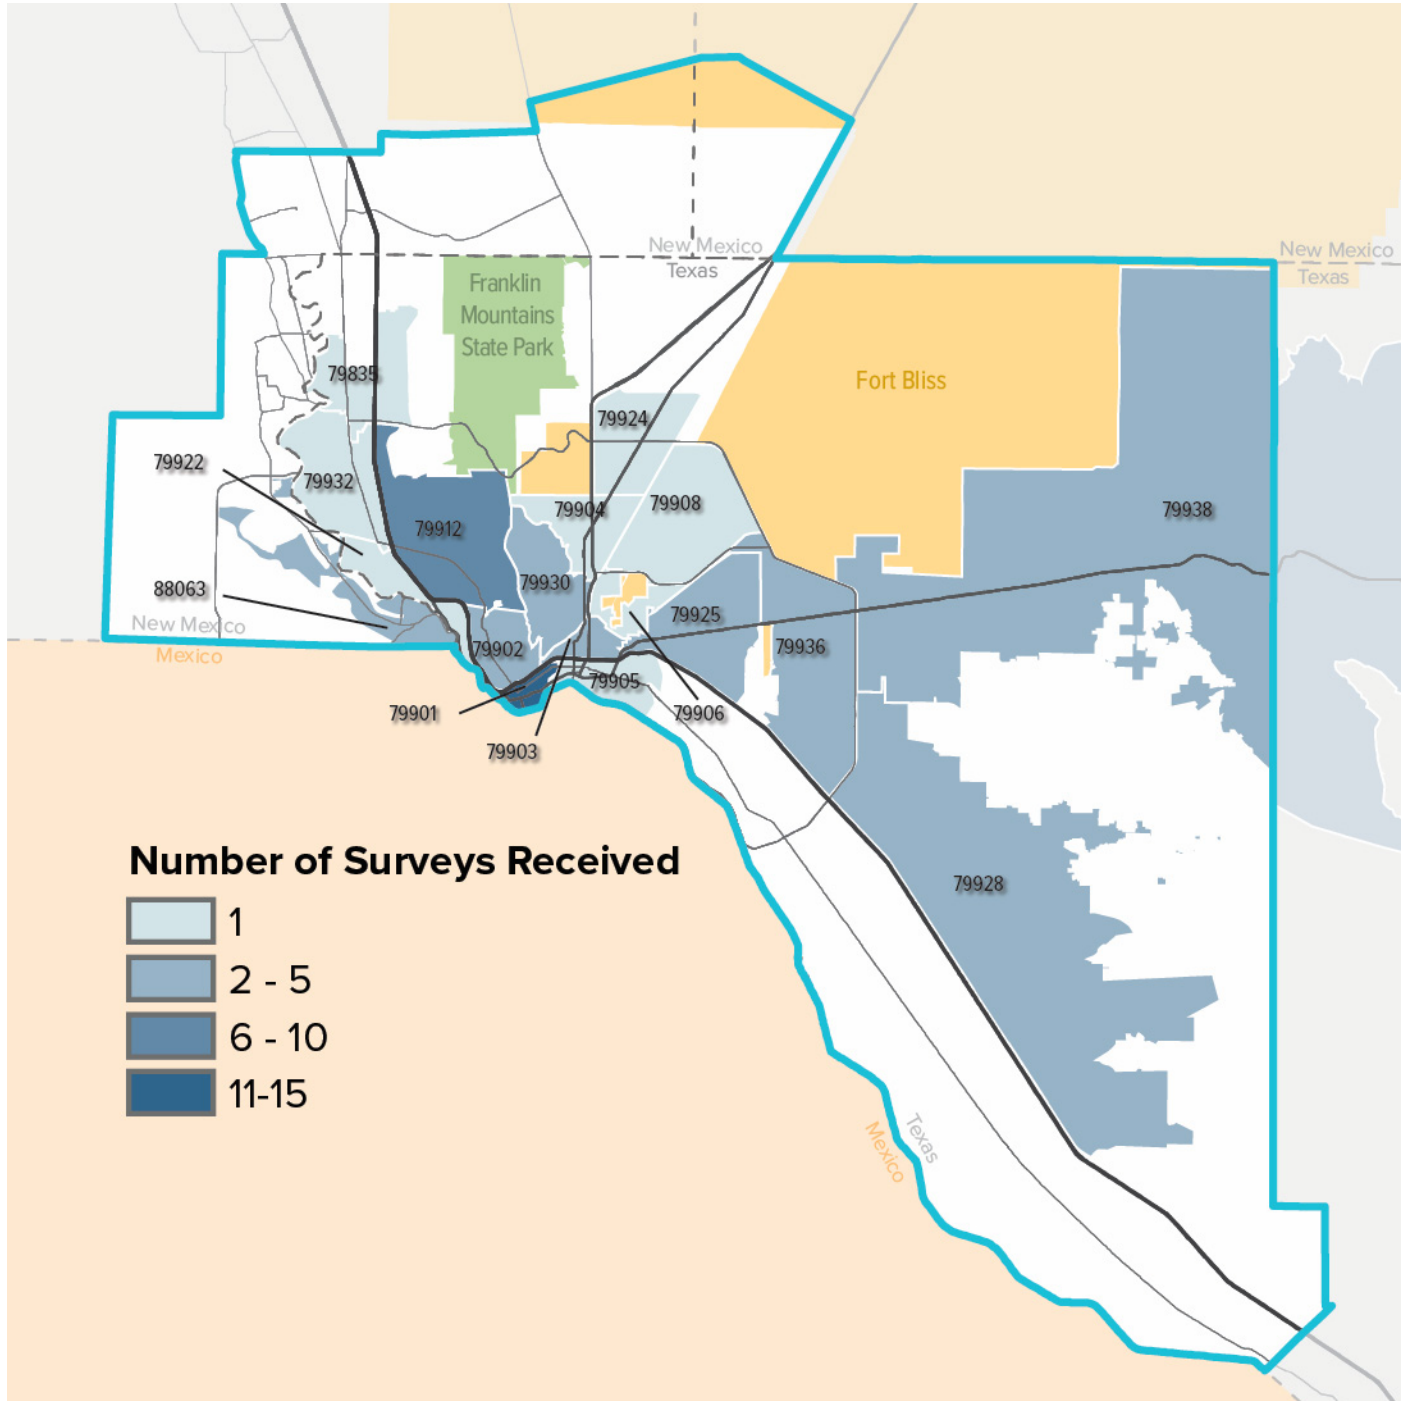 New Mexico
Texas
New Mexico
Texas
Franklin
Mountains
State Park
79835
Fort Bliss
79924
79922
79932
79904
79908
79938
79912
79930
88063
79925
New Mexico
Mexico
79902
79936
79905
79901
79906
79903
Number of Surveys Received
1
2 - 5
6 - 10
11-15
79928
Texas
Mexico